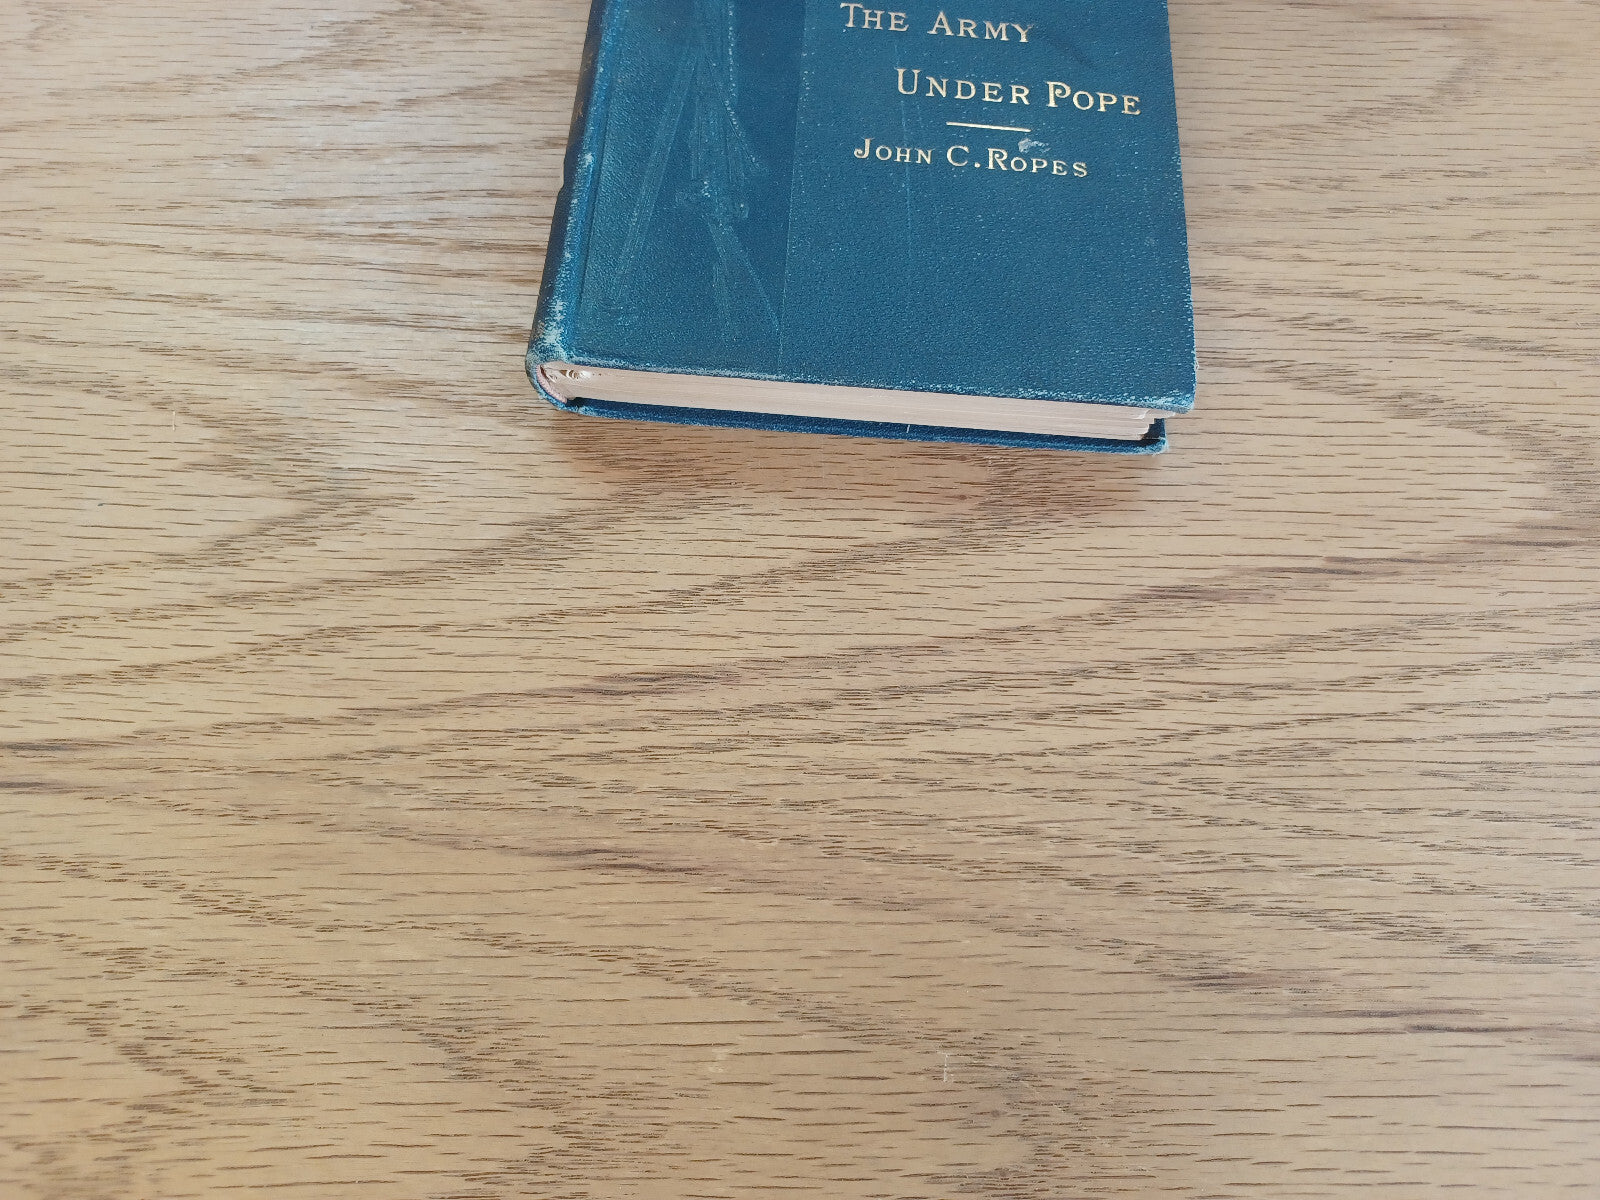 The Army
Under Pope
John C. Ropes